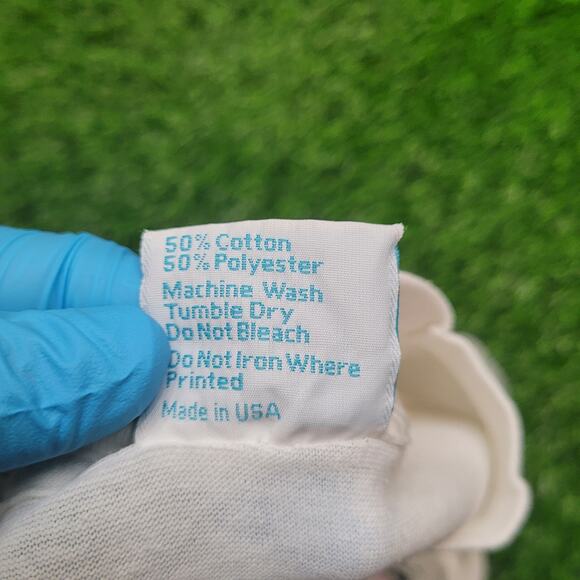 50% Cotton
50% Polyester
Machine Wash
Tumble Dry
Do Not Bleach
Do Not Iron Where
Printed
Made in USA